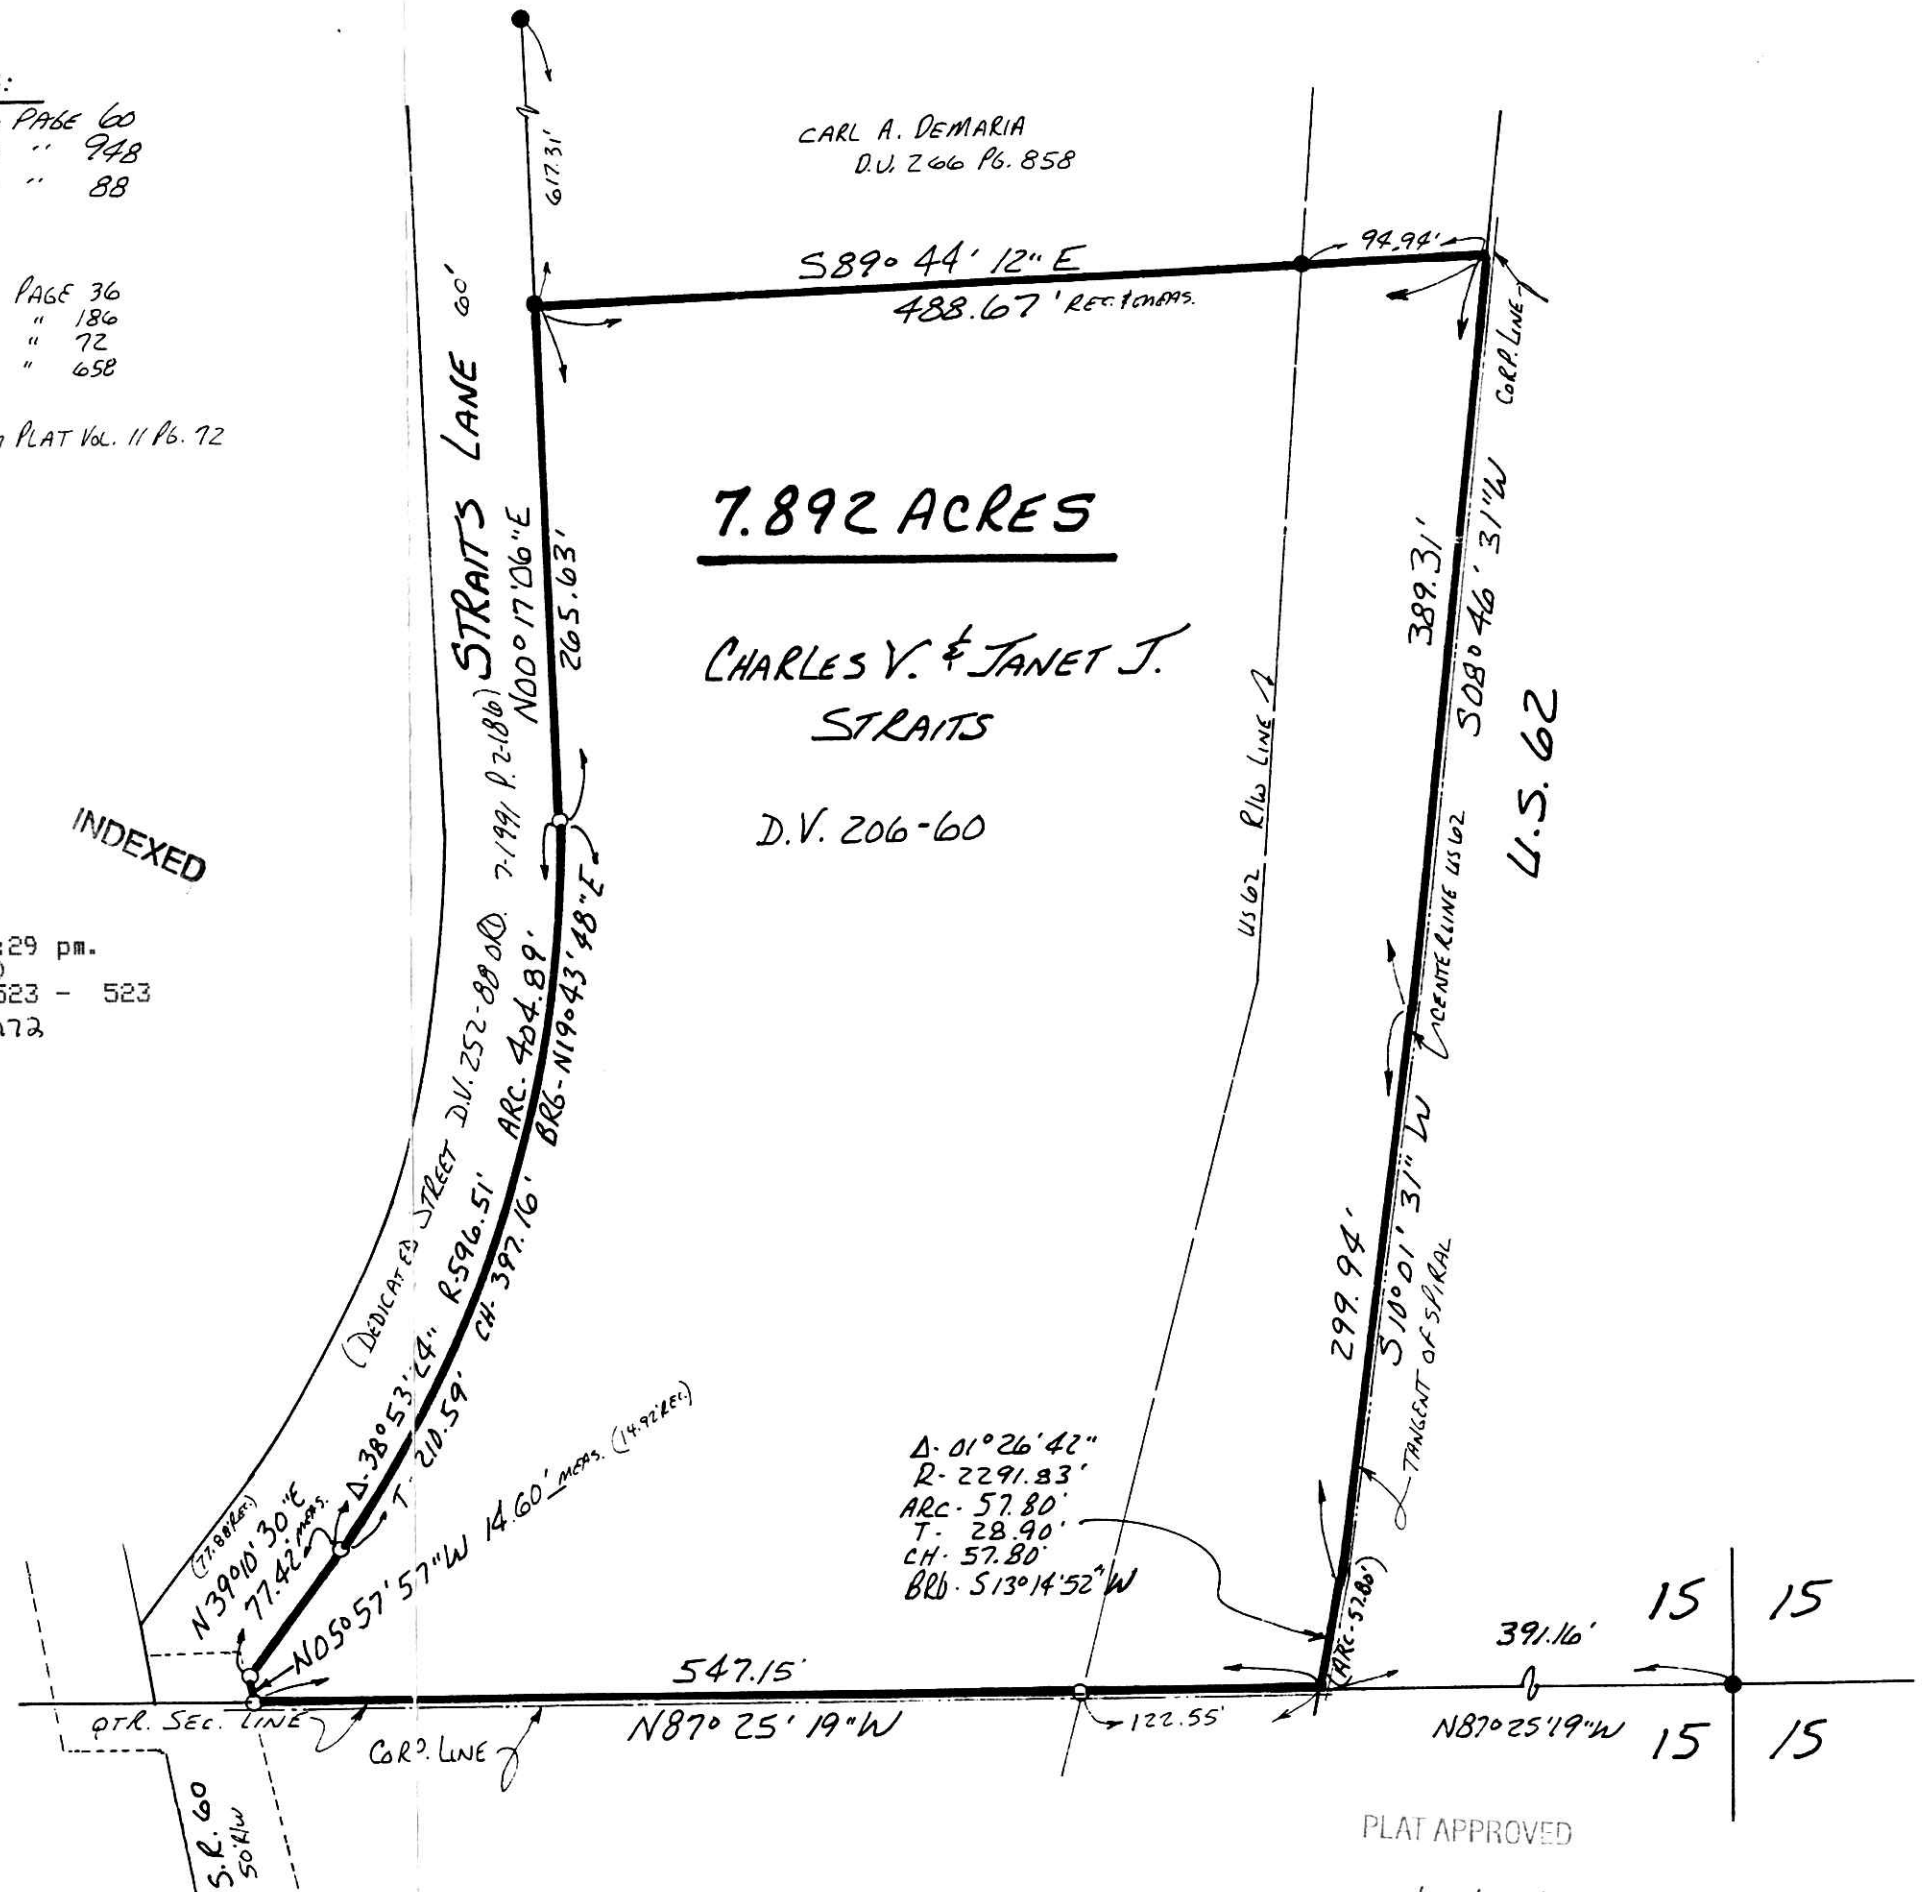 :
PAGE 60
" 948
" 88
PAGE 36
" 186
" 72
" 658
PLAT VOL. 11 PG. 72
INDEXED
:29 pm.
523 - 523
CARL A. DEMARIA
D.V. 266 PG. 858
617.31'
S89° 44' 12" E
488.67' REC. & MEAS.
94.94'
CORP. LINE
STRAITS LANE 60'
(DEDICATED STREET D.V. 252-88 ORD. 7-1991 P.2-186)
N00° 17' 06" E
265.63'
7.892 ACRES
CHARLES V. & JANET J.
STRAITS
D.V. 206-60
US 62 R/W LINE
389.31'
S08° 46' 31" W
CENTERLINE US 62
U.S. 62
Δ-38° 53' 24" R-596.51' ARC-404.89'
T 210.59' CH-397.16' BRG-N19° 43' 48" E
299.94'
S10° 01' 31" W
TANGENT OF SPIRAL
(77.88 REC.)
N39° 10' 30" E
77.42 MEAS.
N05° 57' 57" W 14.60' MEAS. (14.92 REC.)
Δ- 01° 26' 42"
R- 2291.83'
ARC- 57.80'
T- 28.90'
CH- 57.80'
BRG- S13° 14' 52" W
(ARC-57.80')
547.15'
N87° 25' 19" W
122.55'
391.16'
N87° 25' 19" W
15 15
15 15
QTR. SEC. LINE
CORP. LINE
S.R. 60
50' R/W
PLAT APPROVED